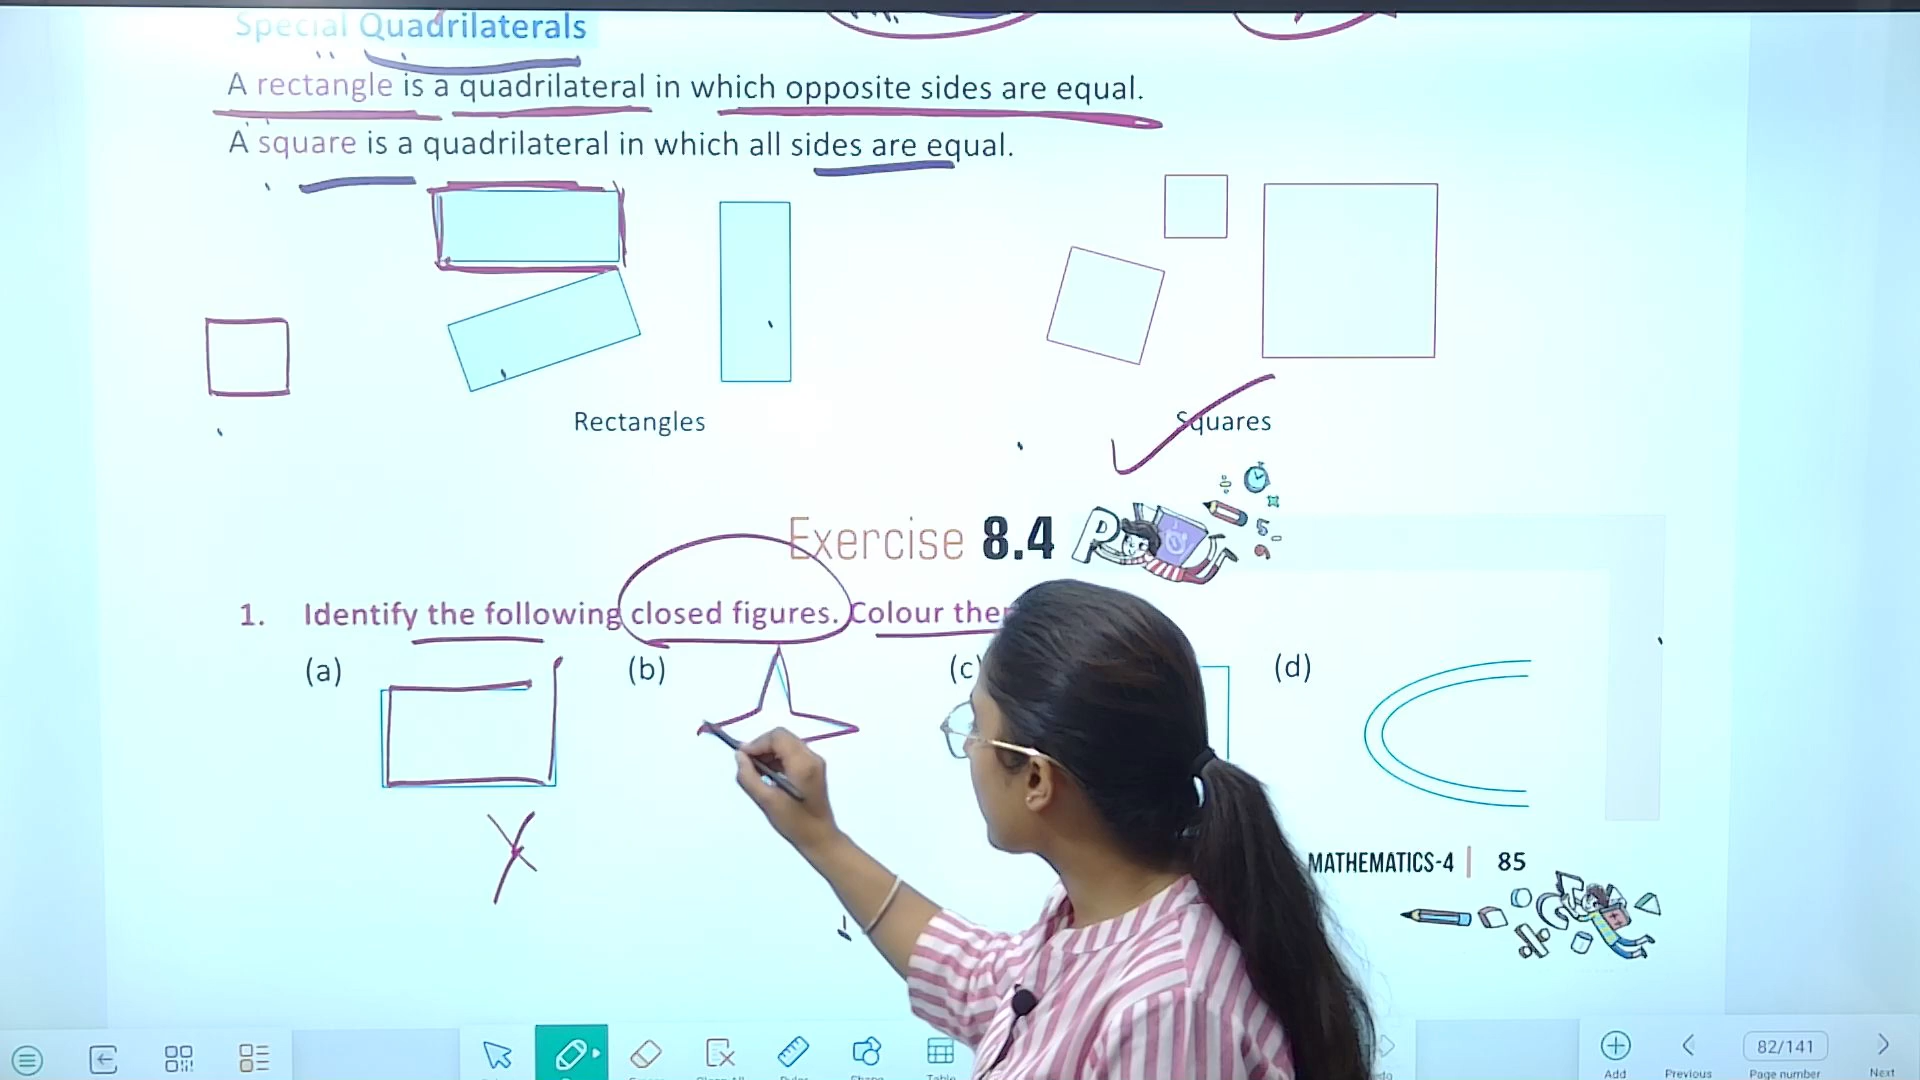 Special Quadrilaterals
A rectangle is a quadrilateral in which opposite sides are equal.
A square is a quadrilateral in which all sides are equal.
Rectangles
Squares
Exercise 8.4
1. Identify the following closed figures. Colour
(a)
(b)
(c)
(d)
MATHEMATICS-4 | 85
Table
Add
Previous
82/141
Page number
Next